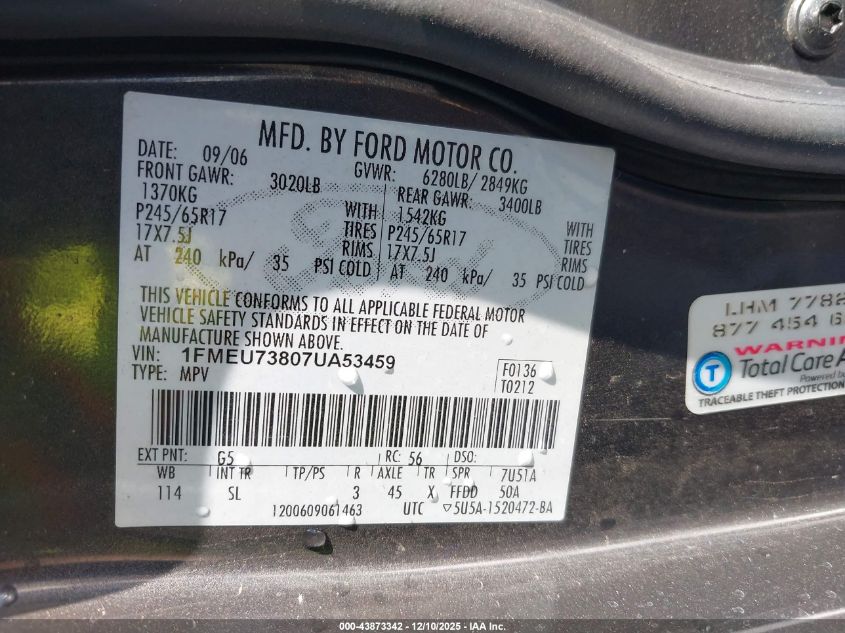 MFD. BY FORD MOTOR CO.
DATE: 09/06 GVWR: 6280LB/ 2849KG
FRONT GAWR: 3020LB REAR GAWR: 3400LB
1370KG WITH 1542KG WITH
P245/65R17 TIRES P245/65R17 TIRES
17X7.5J RIMS 17X7.5J RIMS
AT 240 kPa/ 35 PSI COLD AT 240 kPa/ 35 PSI COLD
THIS VEHICLE CONFORMS TO ALL APPLICABLE FEDERAL MOTOR
VEHICLE SAFETY STANDARDS IN EFFECT ON THE DATE OF
MANUFACTURE SHOWN ABOVE.
VIN: 1FMEU73807UA53459
TYPE: MPV
F0136
T0212
EXT PNT: G5 RC: 56 DSO:
WB INT TR TP/PS R AXLE TR SPR 7U51A
114 SL 3 45 X FFDD 50A
1200609061463 UTC ▽5U5A-1520472-BA
LHM 7782
877 454 6
WARNIN
T Total Care A
Powered b
TRACEABLE THEFT PROTECTION
000-43873342 - 12/10/2025 - IAA Inc.